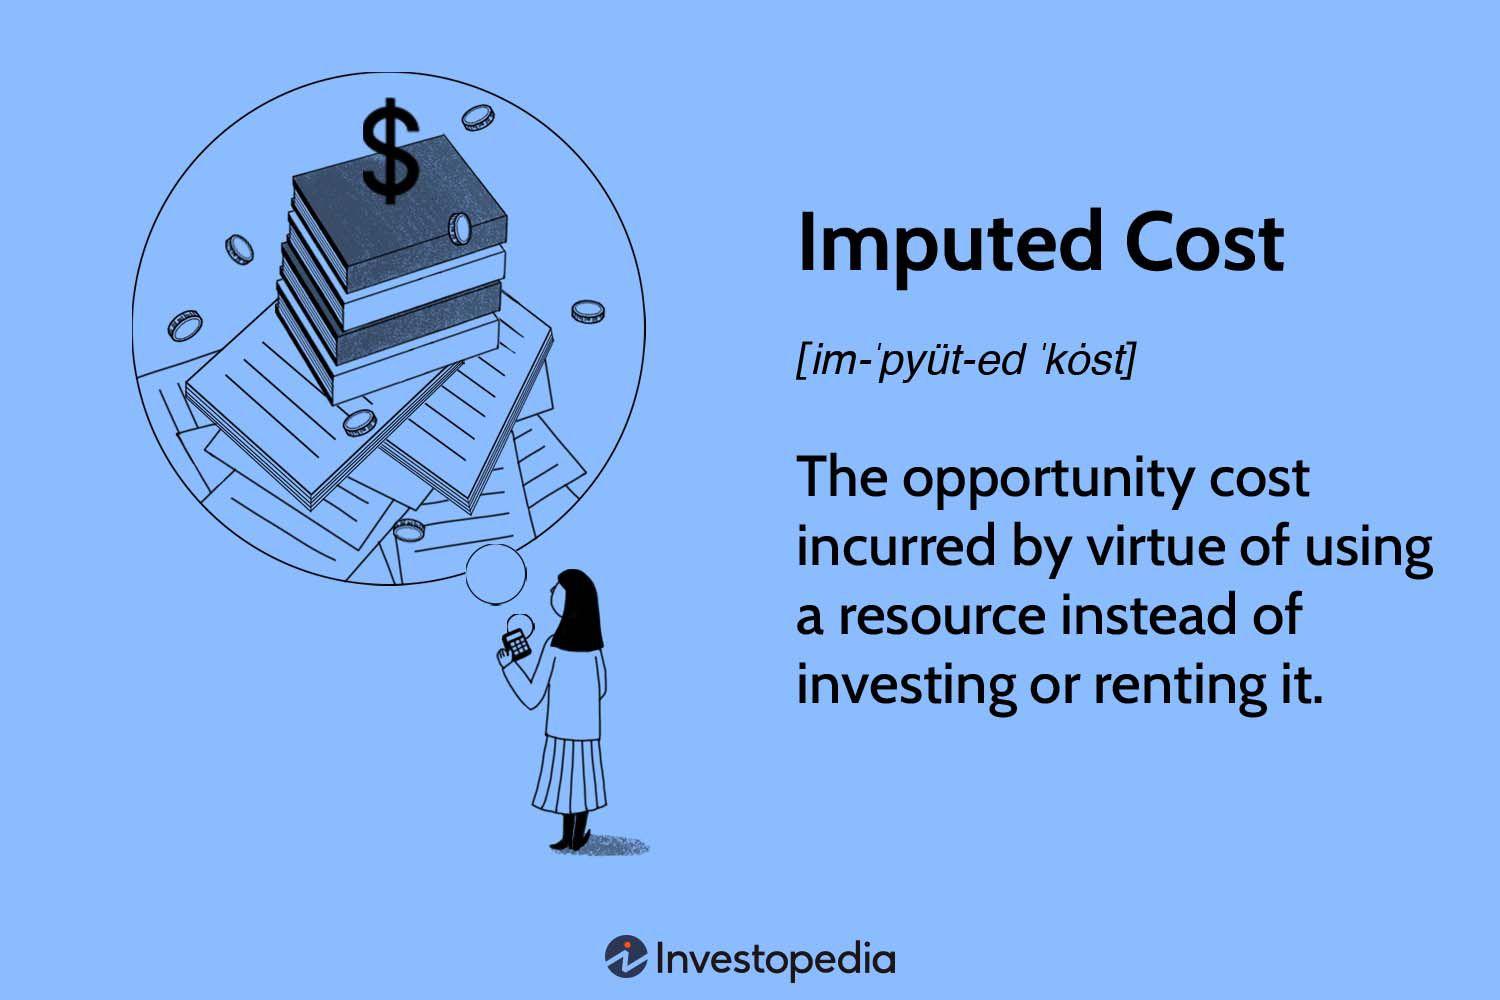 $
Imputed Cost
[im-ˈpyüt-ed ˈkȯst]
The opportunity cost
incurred by virtue of using
a resource instead of
investing or renting it.
Investopedia